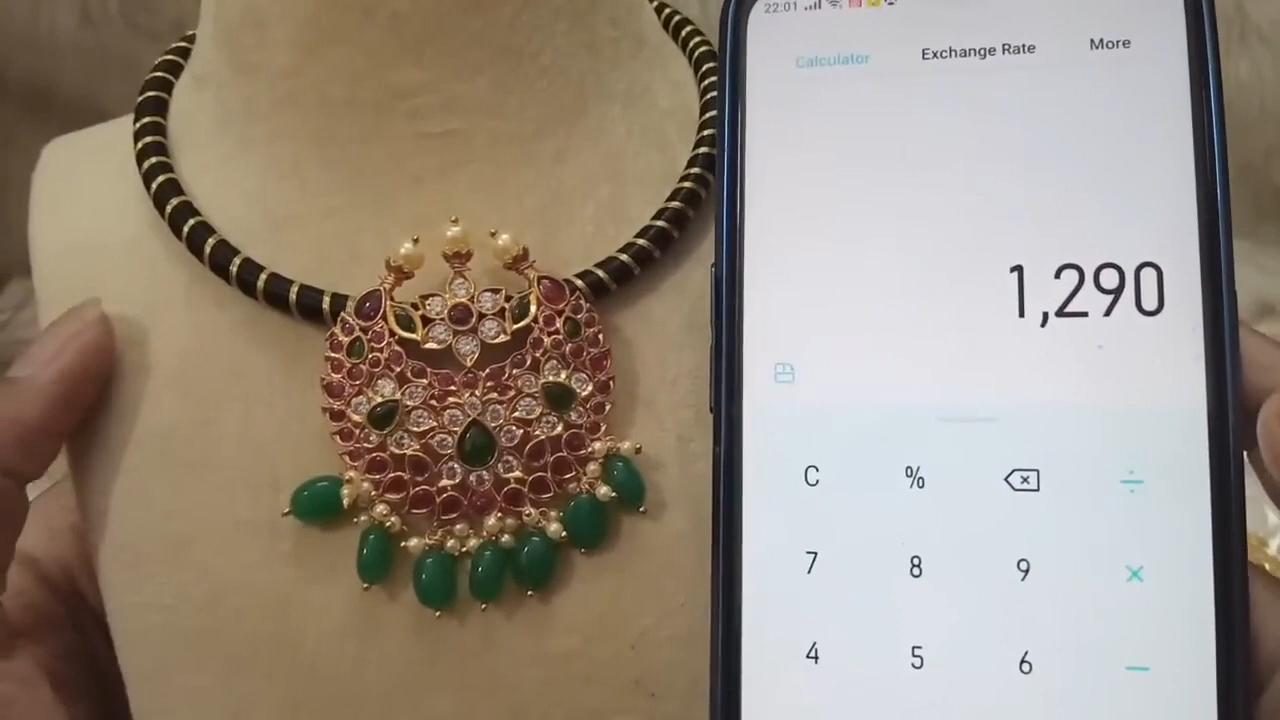 22:01
Calculator Exchange Rate More
1,290
C % ÷
7 8 9 ×
4 5 6 −